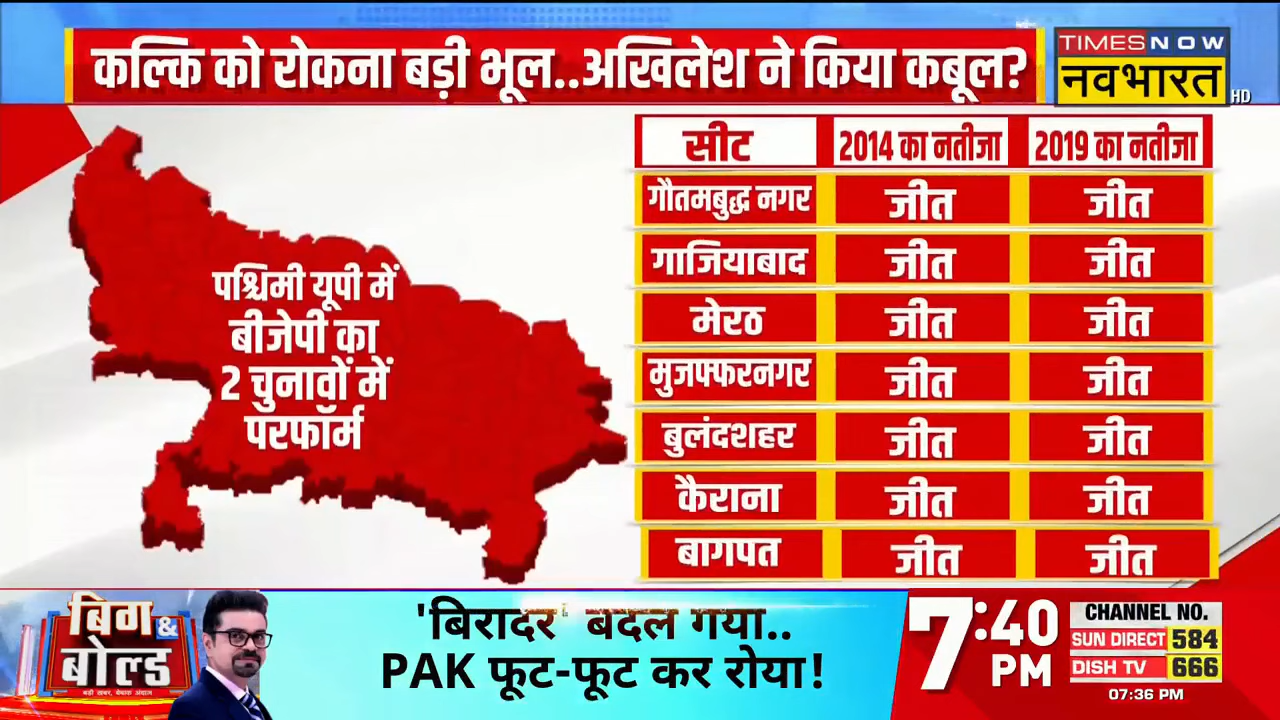 कल्कि को रोकना बड़ी भूल..अखिलेश ने किया कबूल?
TIMES NOW
नवभारत
HD
पश्चिमी यूपी में
बीजेपी का
2 चुनावों में
परफॉर्म
सीट 2014 का नतीजा 2019 का नतीजा
गौतमबुद्ध नगर जीत जीत
गाजियाबाद जीत जीत
मेरठ जीत जीत
मुजफ्फरनगर जीत जीत
बुलंदशहर जीत जीत
कैराना जीत जीत
बागपत जीत जीत
बिग &
बोल्ड
बड़ी खबर, बेबाक अंदाज
'बिरादर' बदल गया..
PAK फूट-फूट कर रोया!
7:40
PM
CHANNEL NO.
SUN DIRECT 584
DISH TV 666
07:36 PM